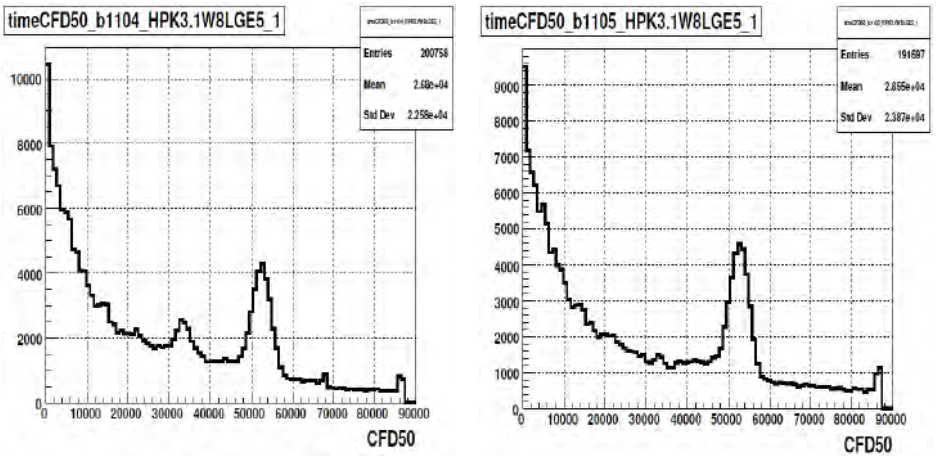 timeCFD50_b1104_HPK3.1W8LGE5_1
Entries 200758
Mean 2.68e+04
Std Dev 2.258e+04
10000
8000
6000
4000
2000
0
0 10000 20000 30000 40000 50000 60000 70000 80000 90000
CFD50
timeCFD50_b1105_HPK3.1W8LGE5_1
Entries 191697
Mean 2.855e+04
Std Dev 2.387e+04
9000
8000
7000
6000
5000
4000
3000
2000
1000
0
0 10000 20000 30000 40000 50000 60000 70000 80000 90000
CFD50